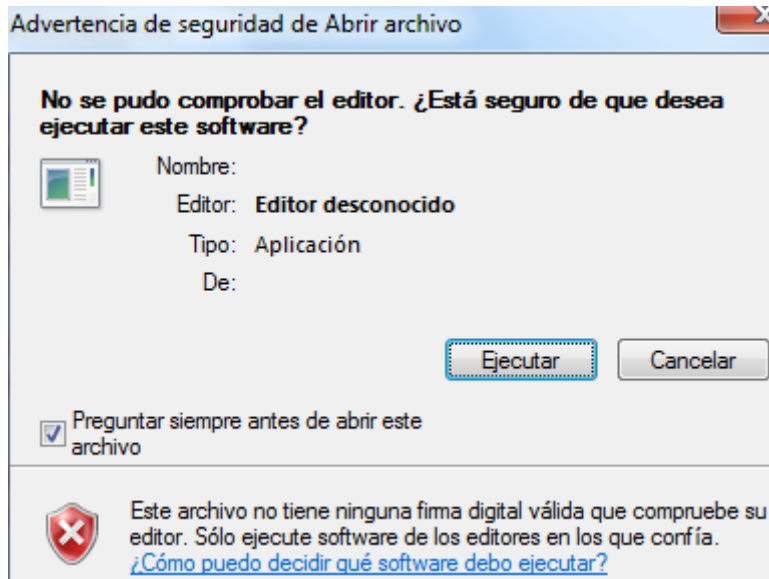 Advertencia de seguridad de Abrir archivo
No se pudo comprobar el editor. ¿Está seguro de que desea
ejecutar este software?
Nombre:
Editor: Editor desconocido
Tipo: Aplicación
De:
Ejecutar Cancelar
Preguntar siempre antes de abrir este
archivo
Este archivo no tiene ninguna firma digital válida que compruebe su
editor. Sólo ejecute software de los editores en los que confía.
¿Cómo puedo decidir qué software debo ejecutar?